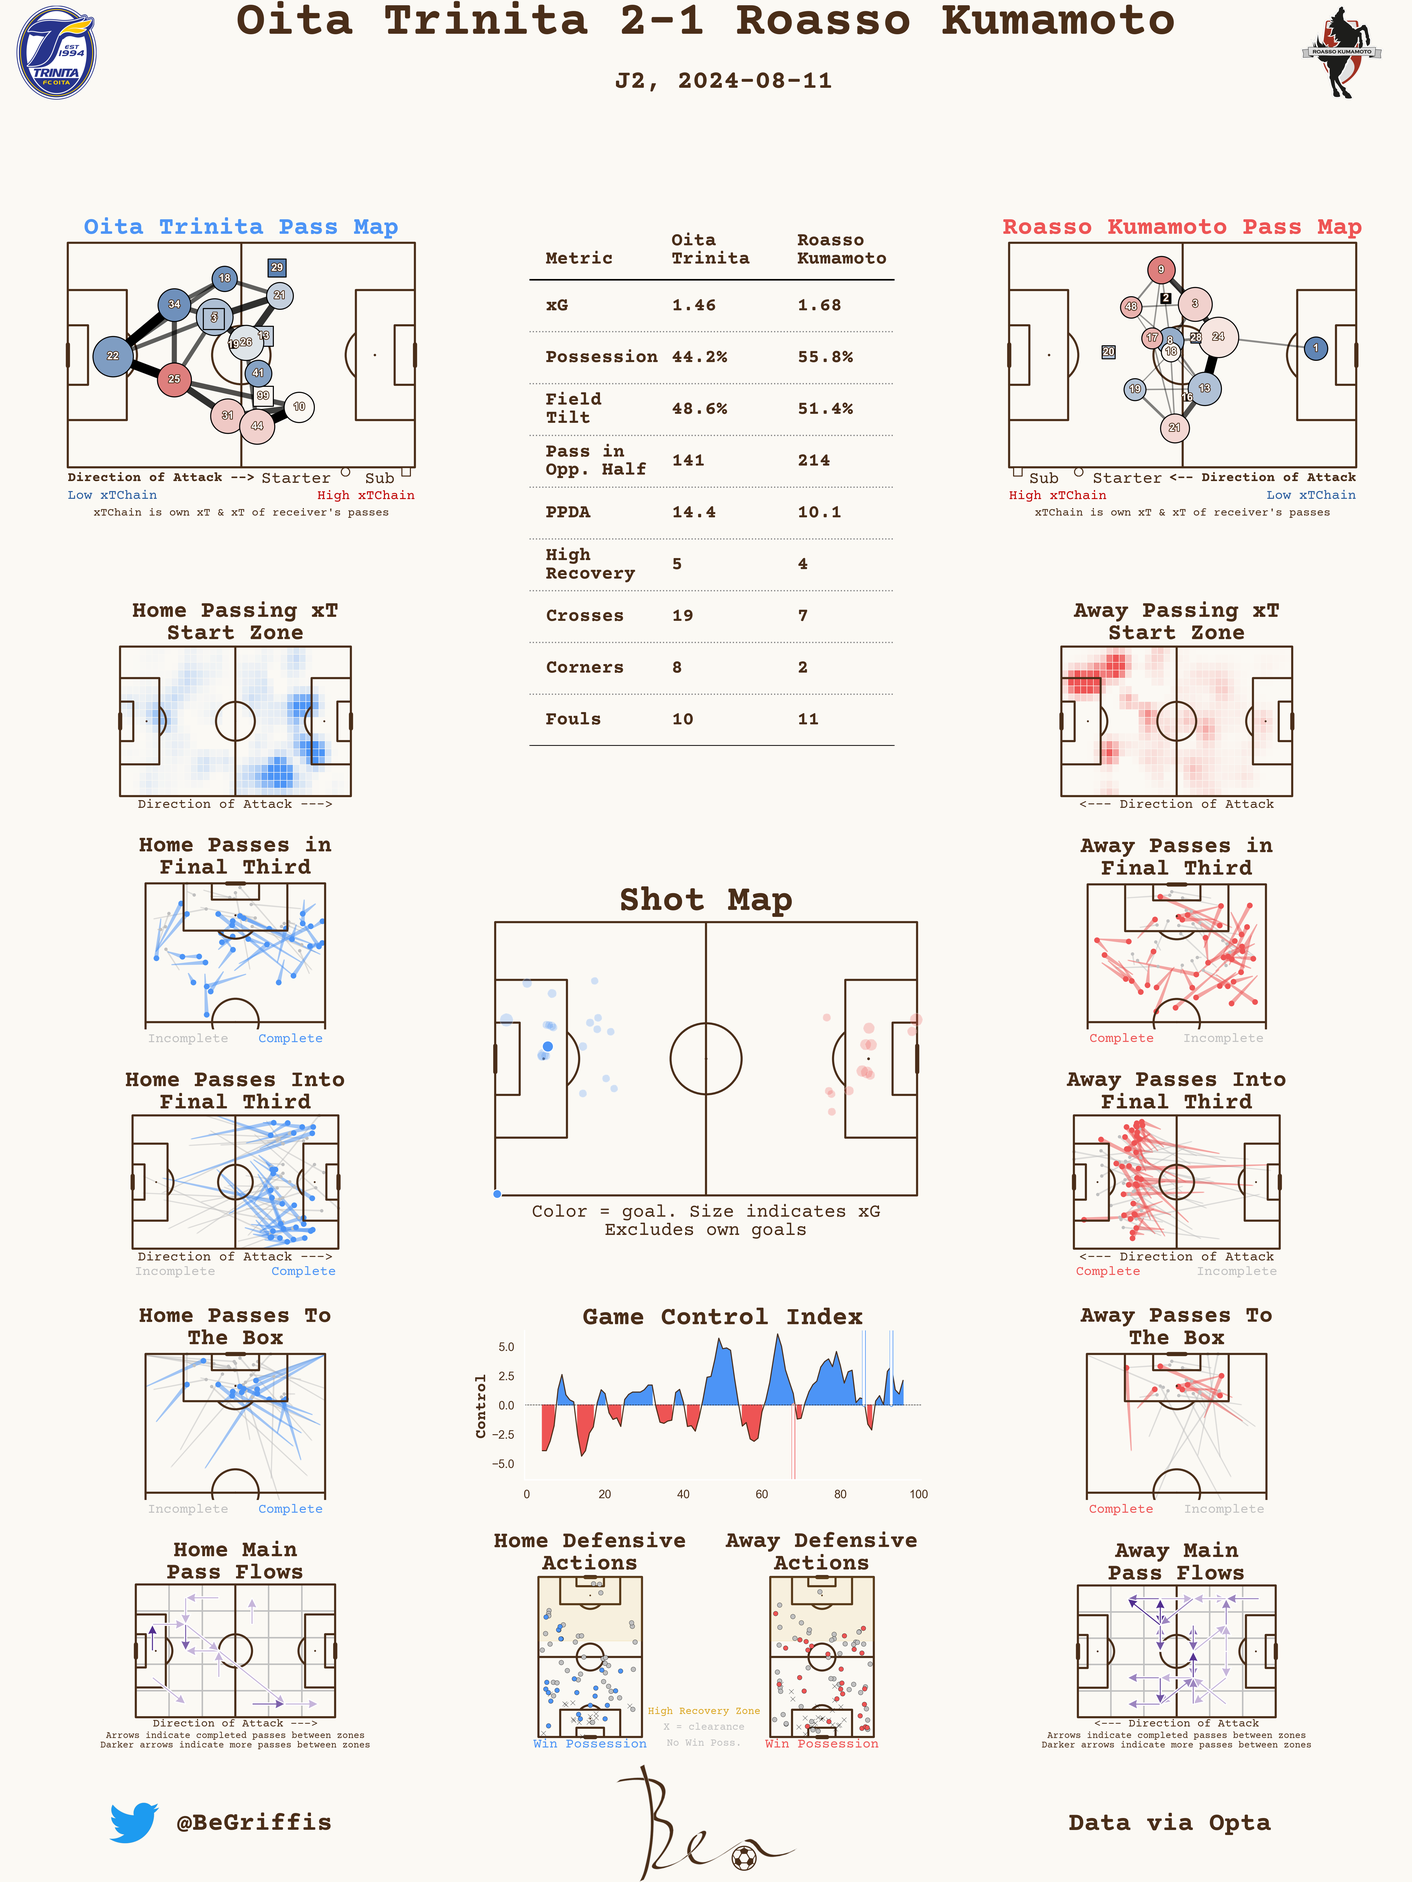 Oita Trinita 2-1 Roasso Kumamoto
J2, 2024-08-11
EST
1994
TRINITA
FC OITA
ROASSO KUMAMOTO
Oita Trinita Pass Map
29
18
21
34
3
19
26
13
22
41
25
99
10
31
44
Direction of Attack --> Starter Sub
Low xTChain High xTChain
xTChain is own xT & xT of receiver's passes
Metric Oita Trinita Roasso Kumamoto
xG 1.46 1.68
Possession 44.2% 55.8%
Field Tilt 48.6% 51.4%
Pass in Opp. Half 141 214
PPDA 14.4 10.1
High Recovery 5 4
Crosses 19 7
Corners 8 2
Fouls 10 11
Roasso Kumamoto Pass Map
9
2
48
3
17
8
28
24
1
20
18
19
13
16
21
Sub Starter <-- Direction of Attack
High xTChain Low xTChain
xTChain is own xT & xT of receiver's passes
Home Passing xT
Start Zone
Direction of Attack --->
Away Passing xT
Start Zone
<--- Direction of Attack
Home Passes in
Final Third
Incomplete Complete
Away Passes in
Final Third
Complete Incomplete
Shot Map
Color = goal. Size indicates xG
Excludes own goals
Home Passes Into
Final Third
Direction of Attack --->
Incomplete Complete
Away Passes Into
Final Third
<--- Direction of Attack
Complete Incomplete
Home Passes To
The Box
Incomplete Complete
Game Control Index
Control
5.0
2.5
0.0
−2.5
−5.0
0 20 40 60 80 100
Away Passes To
The Box
Complete Incomplete
Home Main
Pass Flows
Direction of Attack --->
Arrows indicate completed passes between zones
Darker arrows indicate more passes between zones
Home Defensive
Actions
Win Possession
High Recovery Zone
X = clearance
No Win Poss.
Away Defensive
Actions
Win Possession
Away Main
Pass Flows
<--- Direction of Attack
Arrows indicate completed passes between zones
Darker arrows indicate more passes between zones
@BeGriffis
Ben
Data via Opta